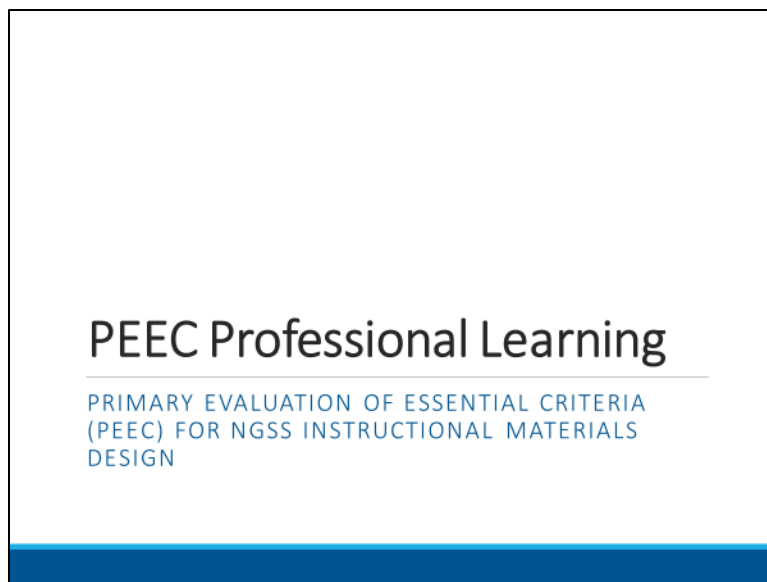 PEEC Professional Learning
PRIMARY EVALUATION OF ESSENTIAL CRITERIA
(PEEC) FOR NGSS INSTRUCTIONAL MATERIALS
DESIGN